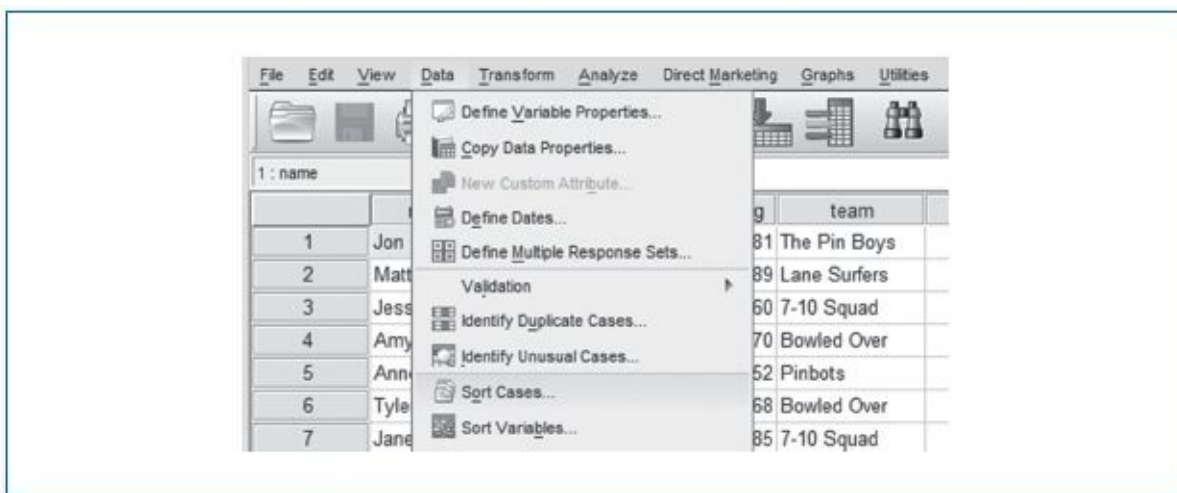 File Edit View Data Transform Analyze Direct Marketing Graphs Utilities
Define Variable Properties...
Copy Data Properties...
1 : name
New Custom Attribute...
Define Dates...
team
1 Jon 81 The Pin Boys
Define Multiple Response Sets...
2 Matt 89 Lane Surfers
Validation
3 Jess 60 7-10 Squad
Identify Duplicate Cases...
4 Amy 70 Bowled Over
Identify Unusual Cases...
5 Ann 52 Pinbots
Sort Cases...
6 Tyle 68 Bowled Over
Sort Variables...
7 Jane 85 7-10 Squad